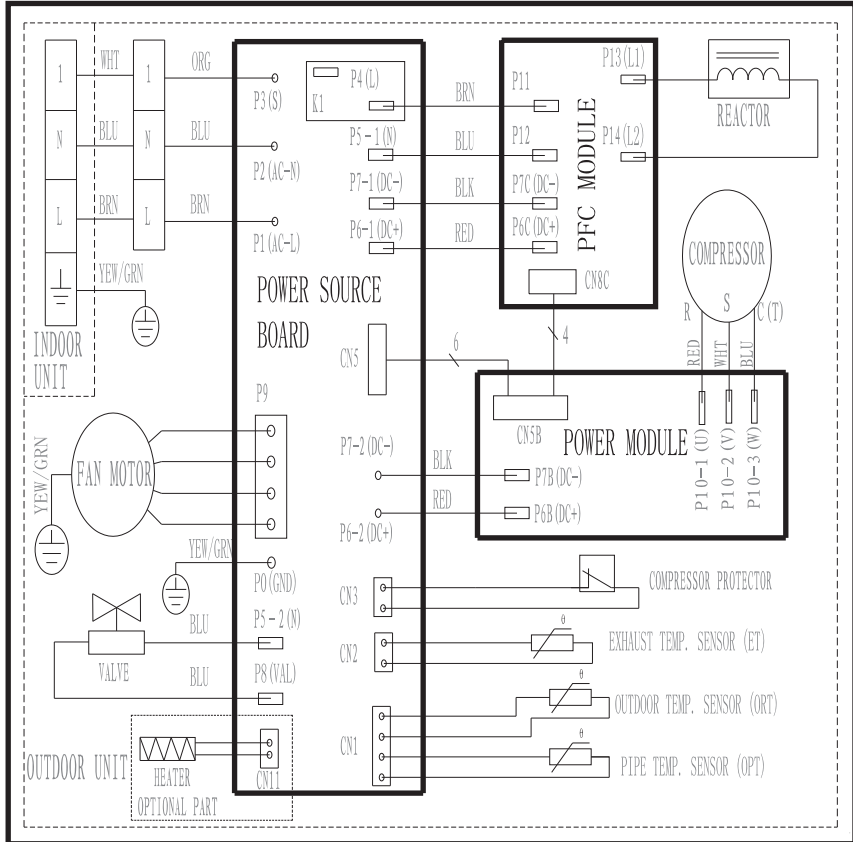 1
WHT
1
ORG
N
BLU
N
BLU
L
BRN
L
BRN
YEW/GRN
INDOOR
UNIT
P3(S)
P2(AC-N)
P1(AC-L)
K1
P4(L)
P5-1(N)
P7-1(DC-)
P6-1(DC+)
POWER SOURCE
BOARD
BRN
BLU
BLK
RED
P11
P12
P7C(DC-)
P6C(DC+)
PFC MODULE
P13(L1)
P14(L2)
CN8C
REACTOR
COMPRESSOR
R
S
C(T)
RED
WHT
BLU
CN5
6
4
CN5B
POWER MODULE
P10-1(U)
P10-2(V)
P10-3(W)
P7B(DC-)
P6B(DC+)
P9
FAN MOTOR
YEW/GRN
P7-2(DC-)
BLK
RED
P6-2(DC+)
YEW/GRN
P0(GND)
P5-2(N)
BLU
P8(VAL)
BLU
VALVE
CN3
COMPRESSOR PROTECTOR
CN2
θ
EXHAUST TEMP. SENSOR(ET)
CN1
θ
OUTDOOR TEMP. SENSOR(ORT)
θ
PIPE TEMP. SENSOR(OPT)
OUTDOOR UNIT
HEATER
CN11
OPTIONAL PART